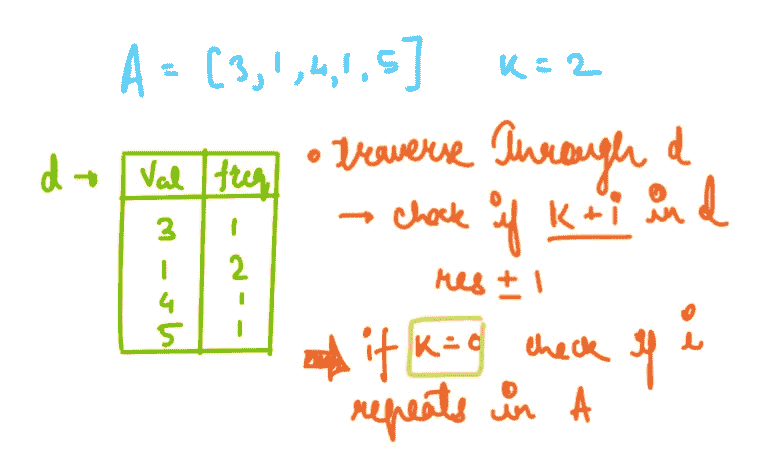 A = [3,1,4,1,5] K = 2
d → Val freq
3 1
1 2
4 1
5 1
• Traverse Through d
→ check if K+i in d
res ± 1
⇒ if K=0 check if i
repeats in A